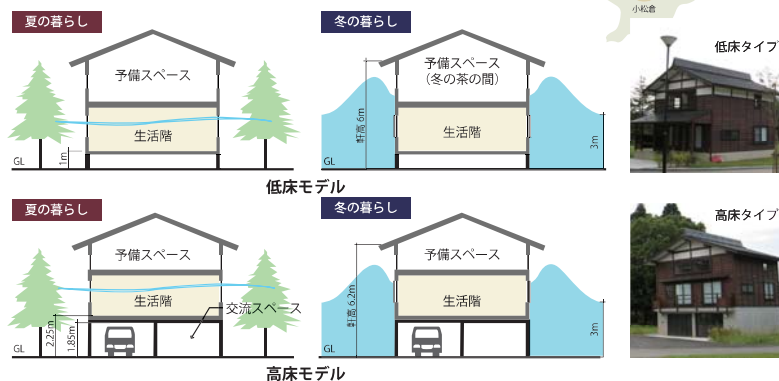 小松倉
夏の暮らし
冬の暮らし
低床タイプ
予備スペース
予備スペース
(冬の茶の間)
生活階
生活階
GL
1m
GL
軒高 6m
3m
低床モデル
夏の暮らし
冬の暮らし
高床タイプ
予備スペース
予備スペース
生活階
生活階
交流スペース
GL
2.25m
1.85m
GL
軒高 6.2m
3m
高床モデル